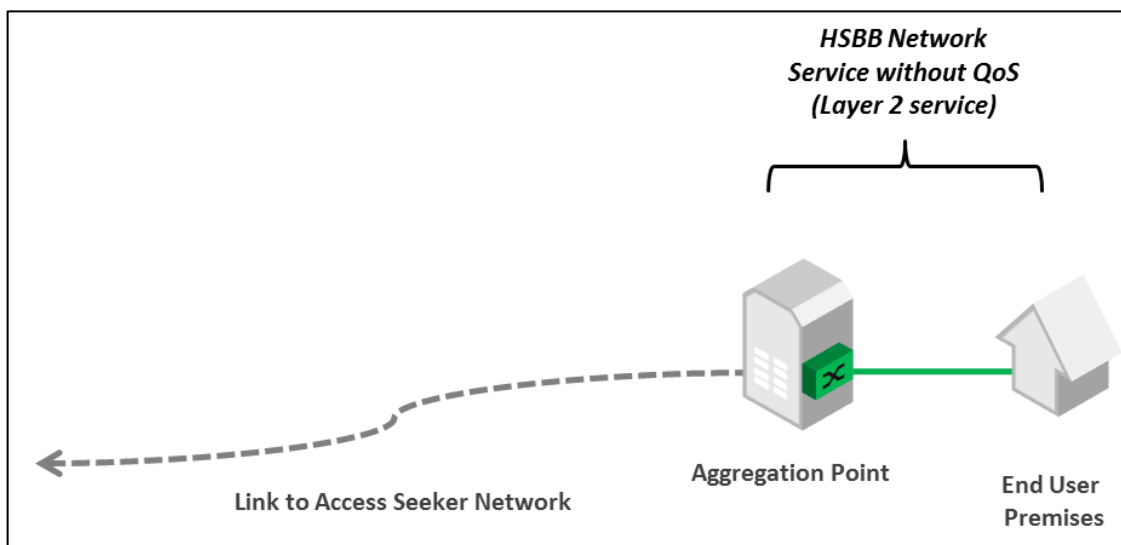 HSBB Network
Service without QoS
(Layer 2 service)
Aggregation Point
End User
Premises
Link to Access Seeker Network